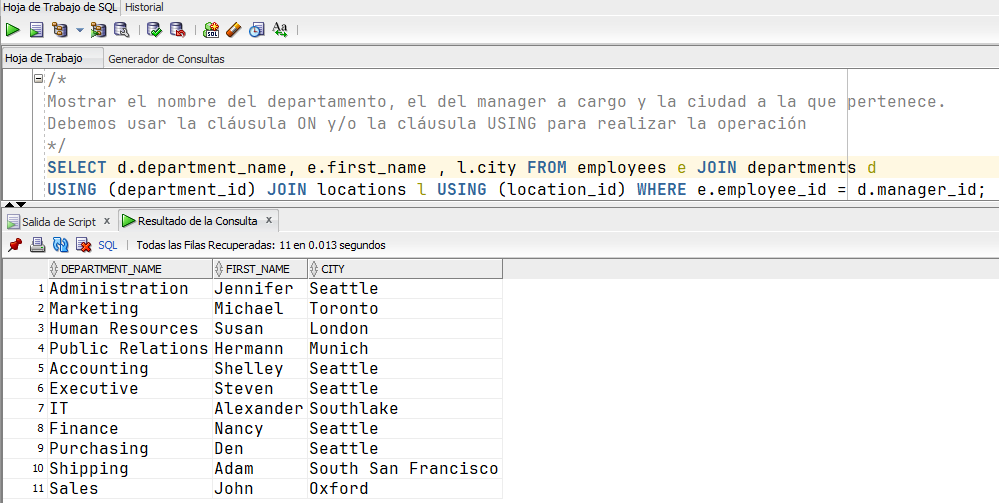 Hoja de Trabajo de SQL Historial
SQL Aa
Hoja de Trabajo Generador de Consultas
/*
Mostrar el nombre del departamento, el del manager a cargo y la ciudad a la que pertenece.
Debemos usar la cláusula ON y/o la cláusula USING para realizar la operación
*/
SELECT d.department_name, e.first_name , l.city FROM employees e JOIN departments d
USING (department_id) JOIN locations l USING (location_id) WHERE e.employee_id = d.manager_id;
Salida de Script x Resultado de la Consulta x
SQL | Todas las Filas Recuperadas: 11 en 0.013 segundos
DEPARTMENT_NAME FIRST_NAME CITY
1 Administration Jennifer Seattle
2 Marketing Michael Toronto
3 Human Resources Susan London
4 Public Relations Hermann Munich
5 Accounting Shelley Seattle
6 Executive Steven Seattle
7 IT Alexander Southlake
8 Finance Nancy Seattle
9 Purchasing Den Seattle
10 Shipping Adam South San Francisco
11 Sales John Oxford